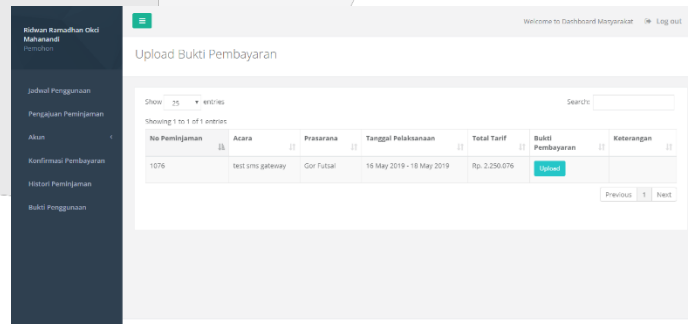 Ridwan Ramadhan Okci
Mahanandi
Pemohon
Jadwal Penggunaan
Pengajuan Peminjaman
Akun
Konfirmasi Pembayaran
Histori Peminjaman
Bukti Penggunaan
Welcome to Dashboard Masyarakat Log out
Upload Bukti Pembayaran
Show 25 entries Search:
Showing 1 to 1 of 1 entries
No Peminjaman Acara Prasarana Tanggal Pelaksanaan Total Tarif Bukti Pembayaran Keterangan
1076 test sms gateway Gor Futsal 16 May 2019 - 18 May 2019 Rp. 2.250.076 Upload
Previous 1 Next